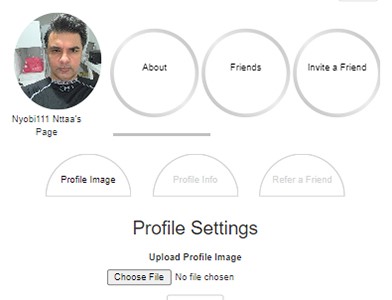 About
Friends
Invite a Friend
Nyobi111 Nttaa's
Page
Profile Image
Profile Info
Refer a Friend
Profile Settings
Upload Profile Image
Choose File No file chosen